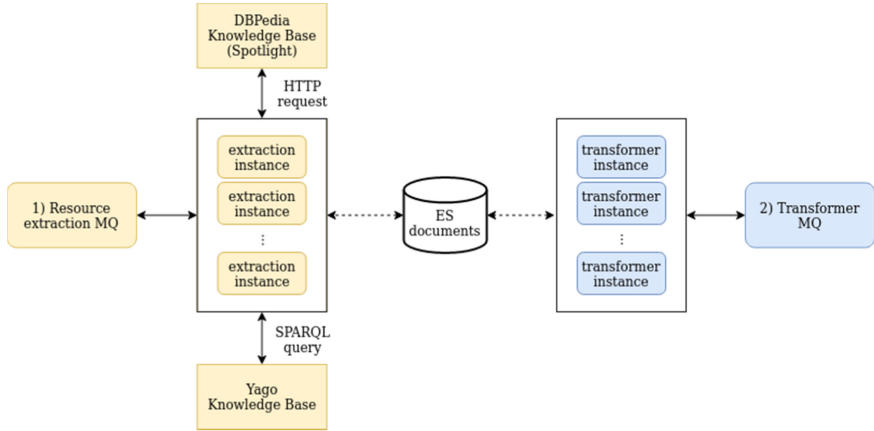 DBPedia
Knowledge Base
(Spotlight)
HTTP
request
extraction
instance
extraction
instance
⋮
extraction
instance
1) Resource
extraction MQ
SPARQL
query
Yago
Knowledge Base
ES
documents
transformer
instance
transformer
instance
⋮
transformer
instance
2) Transformer
MQ